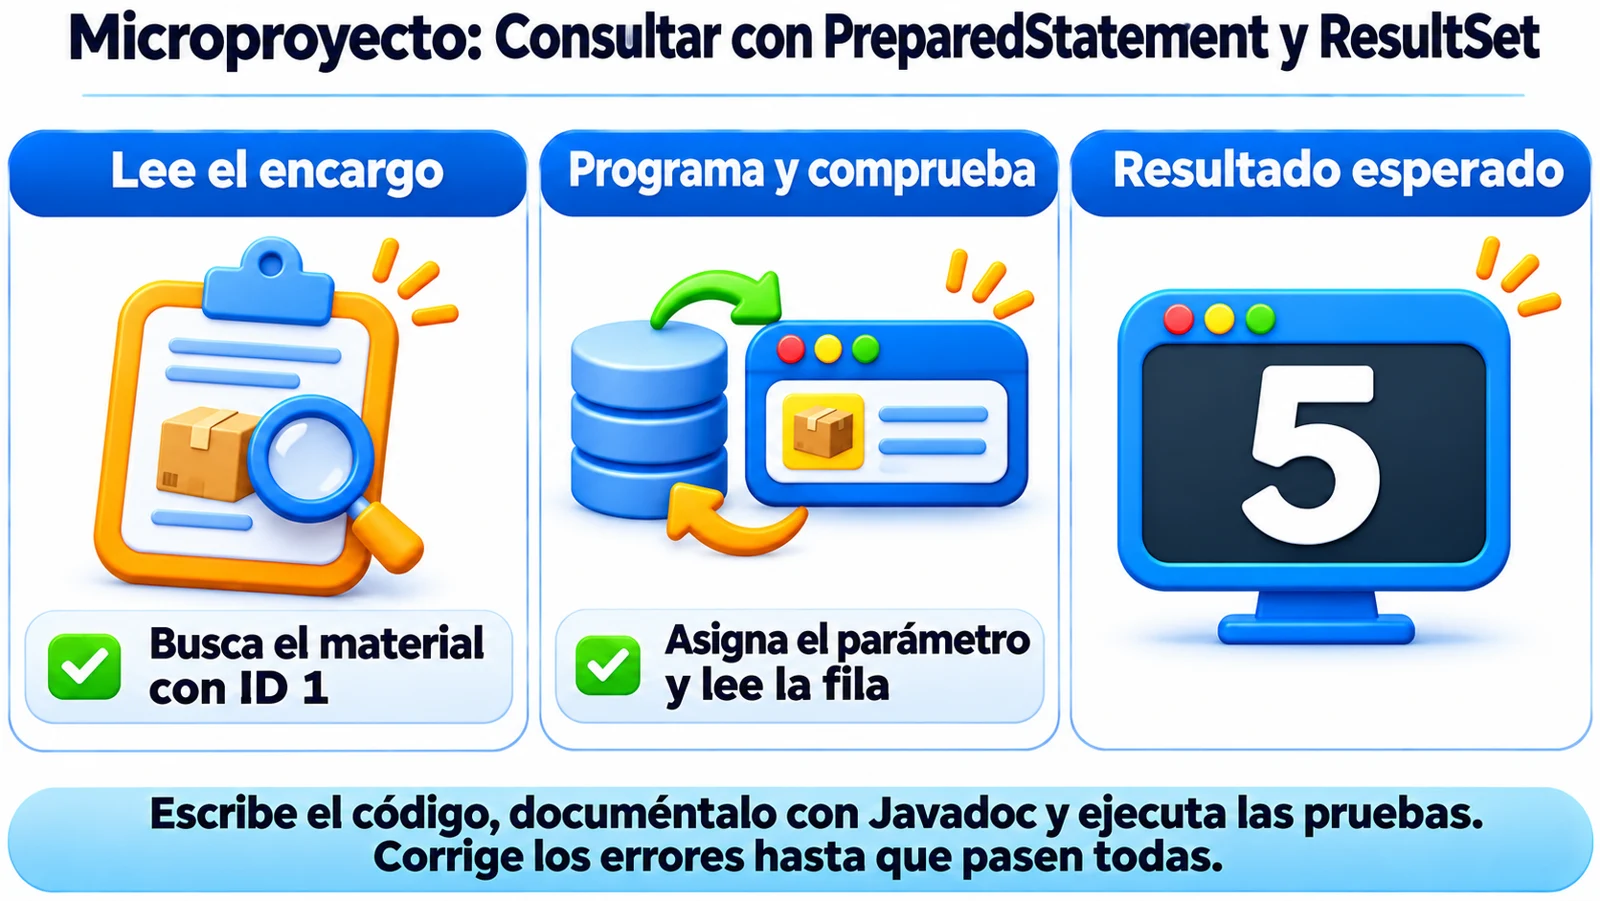 Microproyecto: Consultar con PreparedStatement y ResultSet
Lee el encargo
Busca el material
con ID 1
Programa y comprueba
Asigna el parámetro
y lee la fila
Resultado esperado
5
Escribe el código, documéntalo con Javadoc y ejecuta las pruebas.
Corrige los errores hasta que pasen todas.